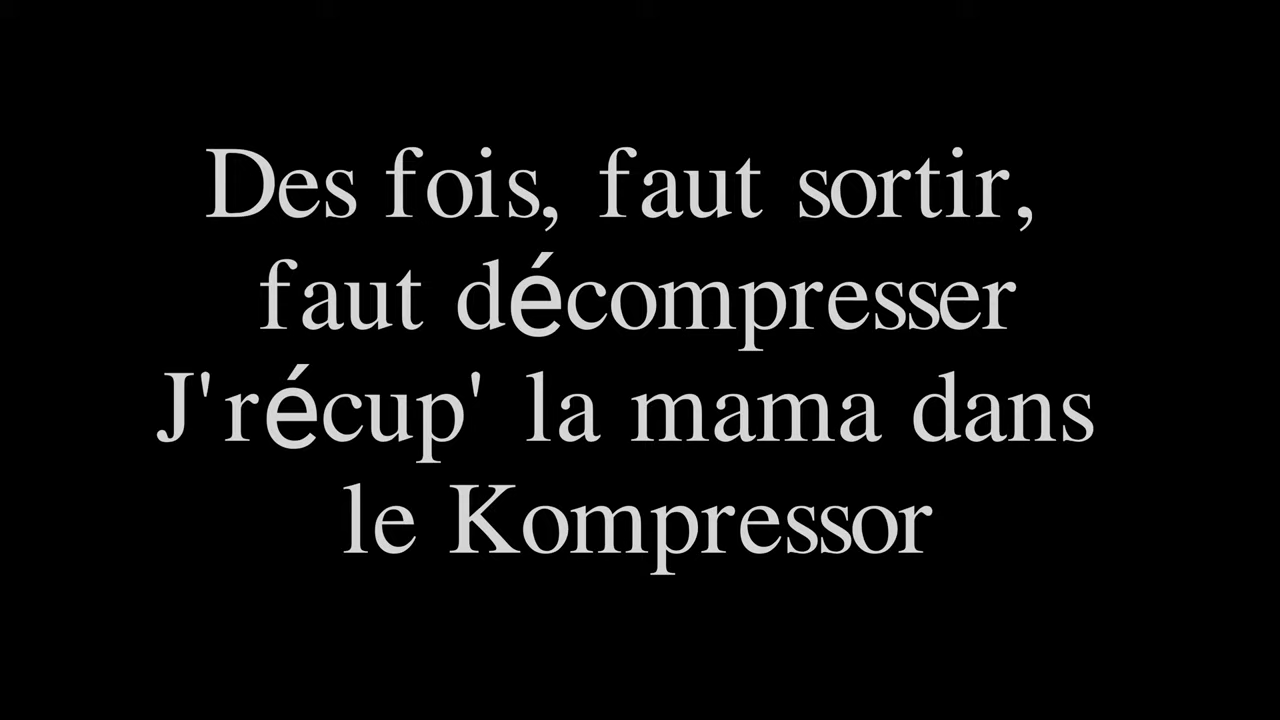 Des fois, faut sortir,
faut décompresser
J'récup' la mama dans
le Kompressor